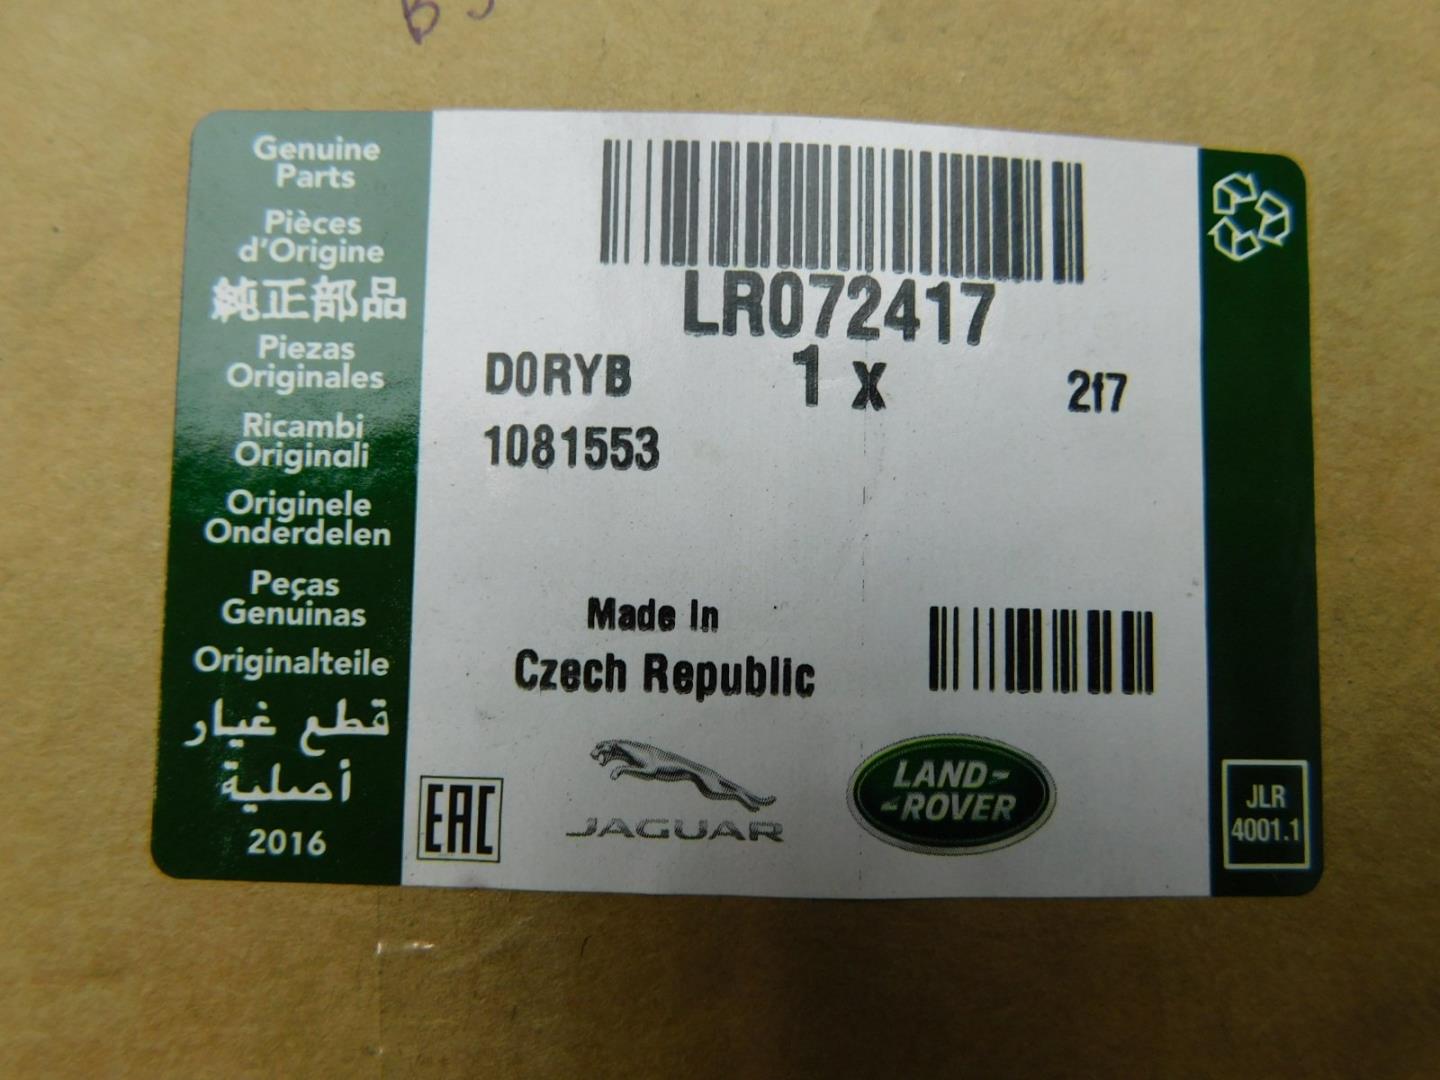 Genuine
Parts
Pièces
d'Origine
純正部品
Piezas
Originales
Ricambi
Originali
Originele
Onderdelen
Peças
Genuinas
Originalteile
قطع غيار
أصلية
2016
LR072417
D0RYB 1 x 2f7
1081553
Made In
Czech Republic
EAC
JAGUAR
LAND-
-ROVER
JLR
4001.1